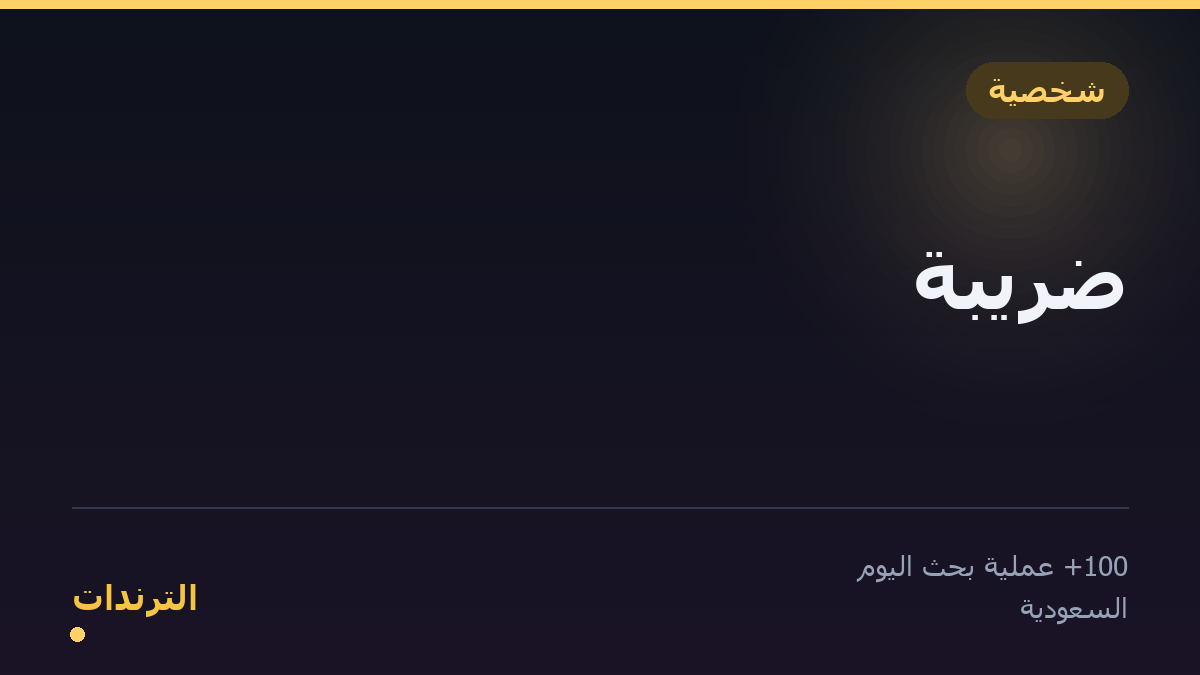 شخصية
ضريبة
100+ عملية بحث اليوم
السعودية
الترندات